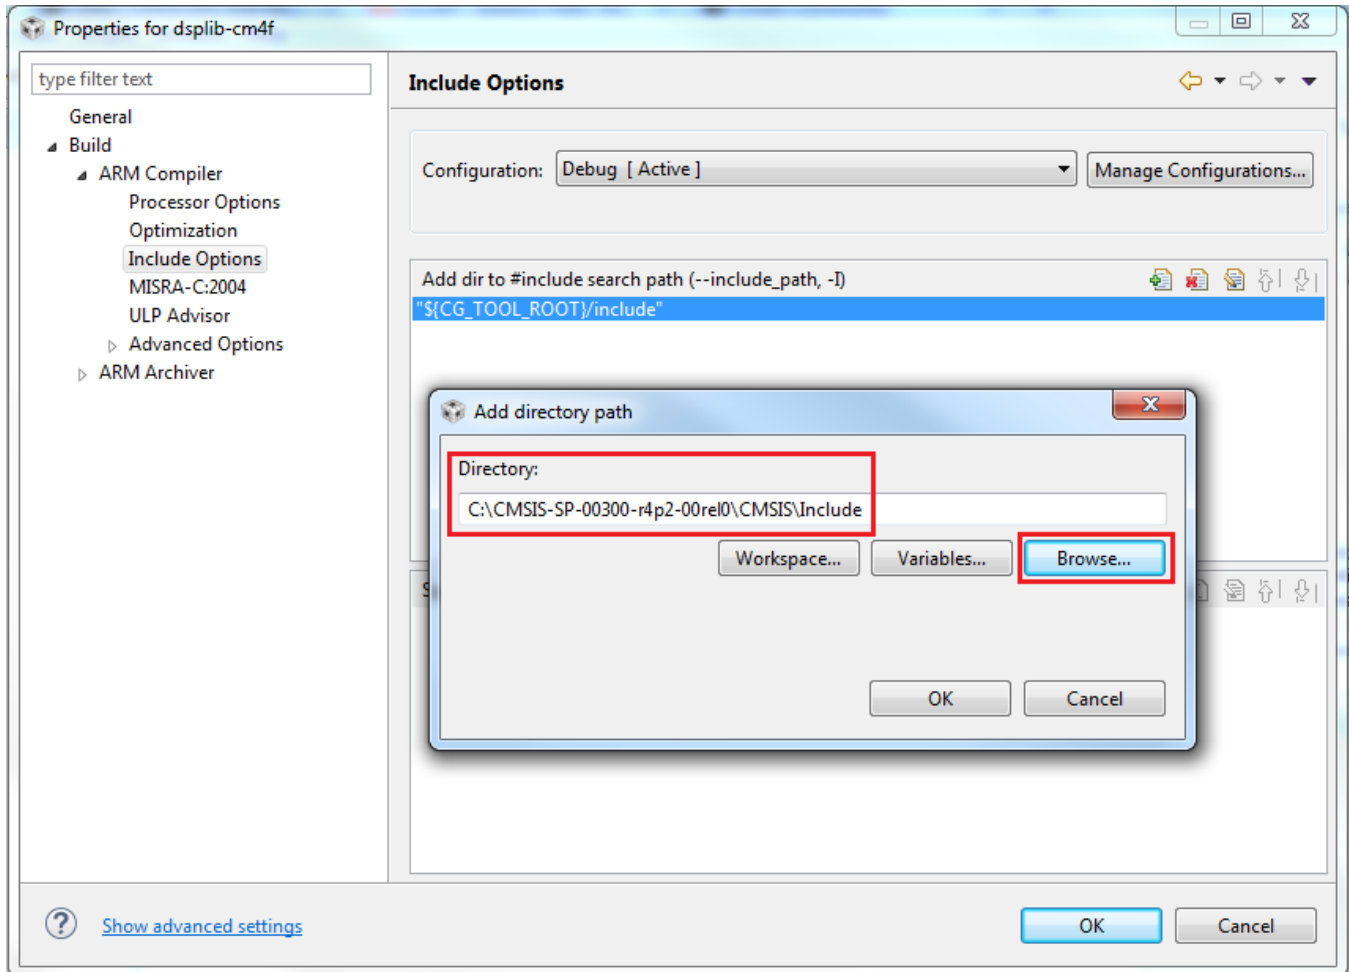 Properties for dsplib-cm4f
type filter text
General
Build
ARM Compiler
Processor Options
Optimization
Include Options
MISRA-C:2004
ULP Advisor
Advanced Options
ARM Archiver
Include Options
Configuration: Debug [ Active ] Manage Configurations...
Add dir to #include search path (--include_path, -I)
"${CG_TOOL_ROOT}/include"
Add directory path
Directory:
C:\CMSIS-SP-00300-r4p2-00rel0\CMSIS\Include
Workspace... Variables... Browse...
OK Cancel
? Show advanced settings
OK Cancel